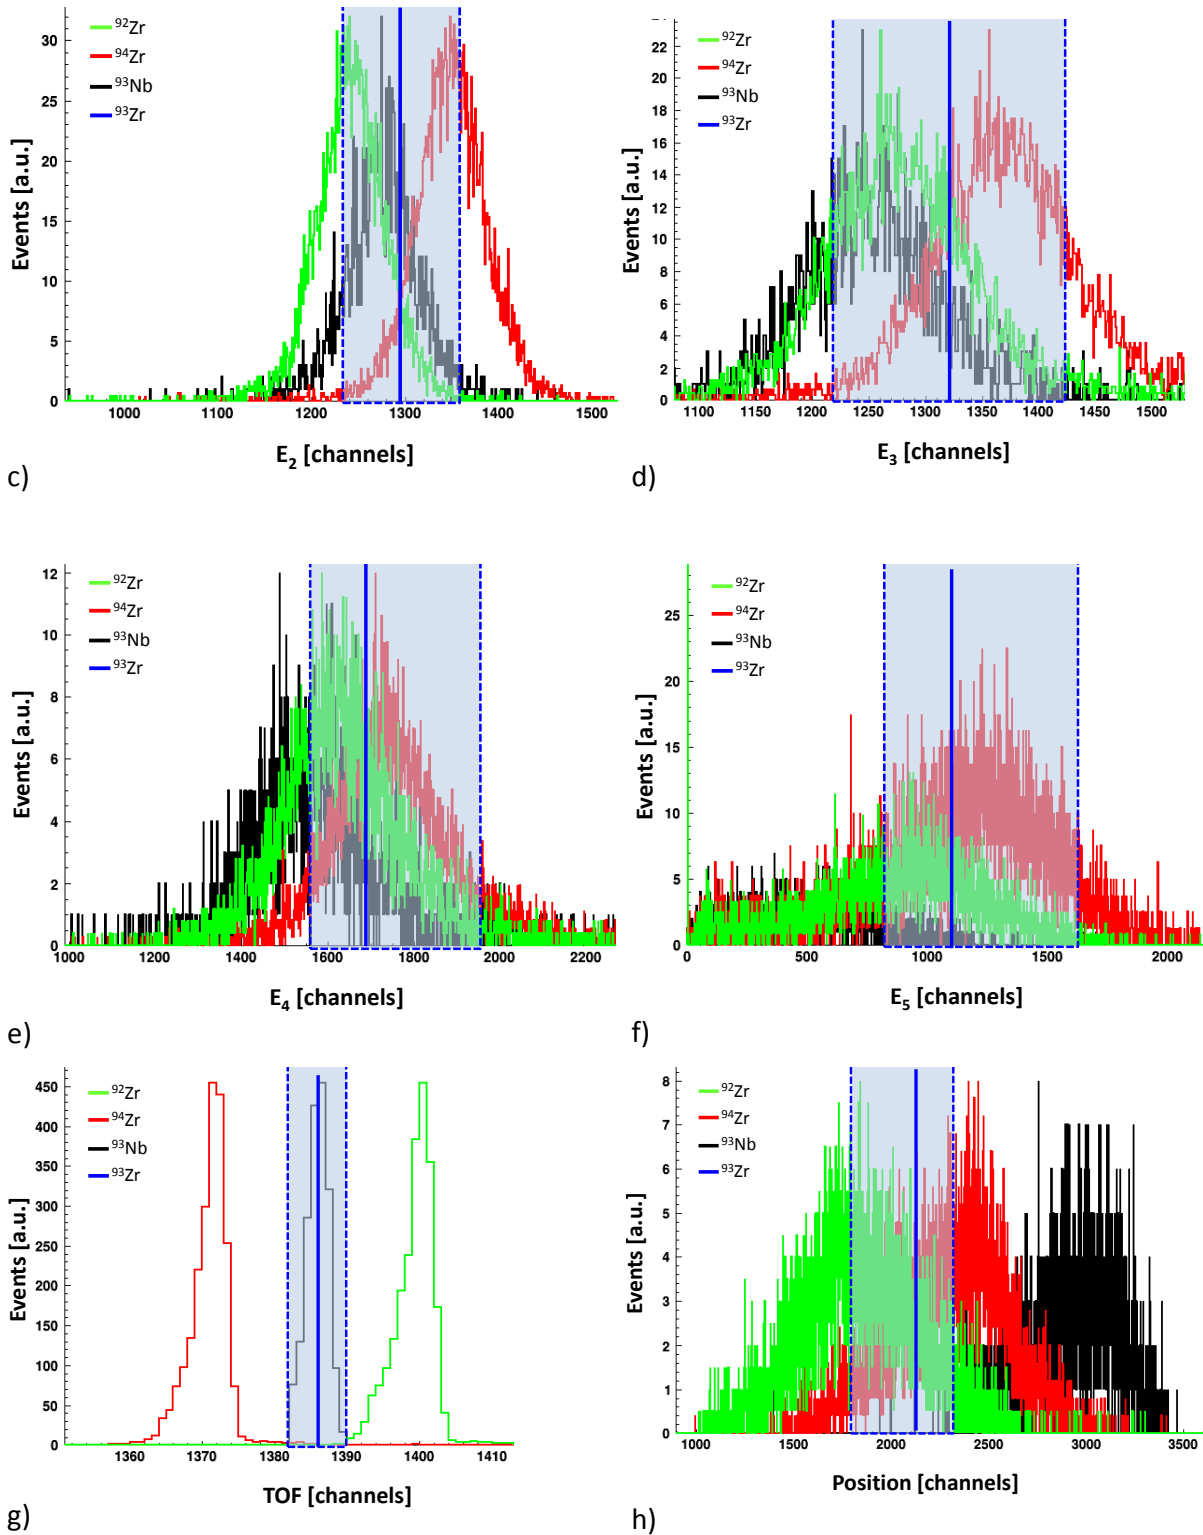 ⁹²Zr
⁹⁴Zr
⁹³Nb
⁹³Zr
30
25
20
15
10
5
0
1000 1100 1200 1300 1400 1500
Events [a.u.]
E₂ [channels]
c)
⁹²Zr
⁹⁴Zr
⁹³Nb
⁹³Zr
24
22
20
18
16
14
12
10
8
6
4
2
0
1100 1150 1200 1250 1300 1350 1400 1450 1500
Events [a.u.]
E₃ [channels]
d)
⁹²Zr
⁹⁴Zr
⁹³Nb
⁹³Zr
12
10
8
6
4
2
0
1000 1200 1400 1600 1800 2000 2200
Events [a.u.]
E₄ [channels]
e)
⁹²Zr
⁹⁴Zr
⁹³Nb
⁹³Zr
25
20
15
10
5
0
0 500 1000 1500 2000
Events [a.u.]
E₅ [channels]
f)
⁹²Zr
⁹⁴Zr
⁹³Nb
⁹³Zr
450
400
350
300
250
200
150
100
50
0
1360 1370 1380 1390 1400
Events [a.u.]
TOF [channels]
g)
⁹²Zr
⁹⁴Zr
⁹³Nb
⁹³Zr
8
7
6
5
4
3
2
1
0
1000 1500 2000 2500 3000 3500
Events [a.u.]
Position [channels]
h)